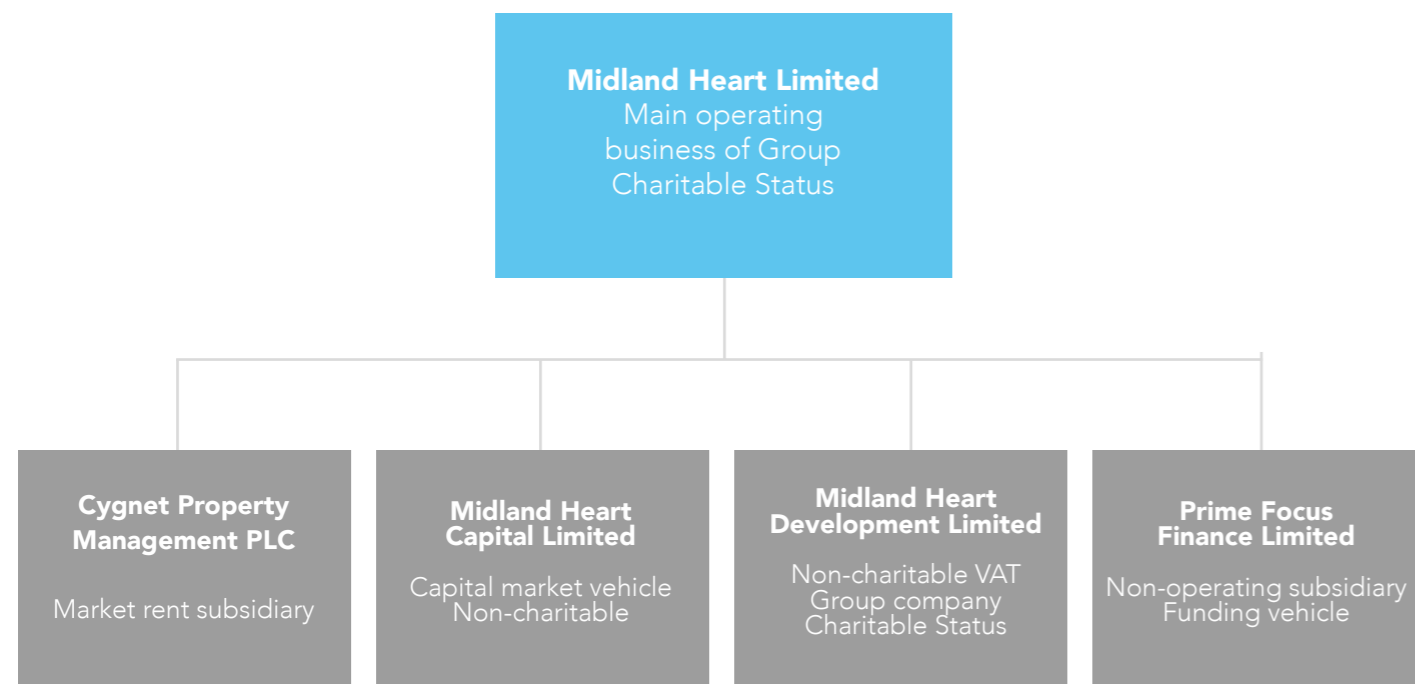 Midland Heart Limited
Main operating
business of Group
Charitable Status
Cygnet Property
Management PLC
Market rent subsidiary
Midland Heart
Capital Limited
Capital market vehicle
Non-charitable
Midland Heart
Development Limited
Non-charitable VAT
Group company
Charitable Status
Prime Focus
Finance Limited
Non-operating subsidiary
Funding vehicle